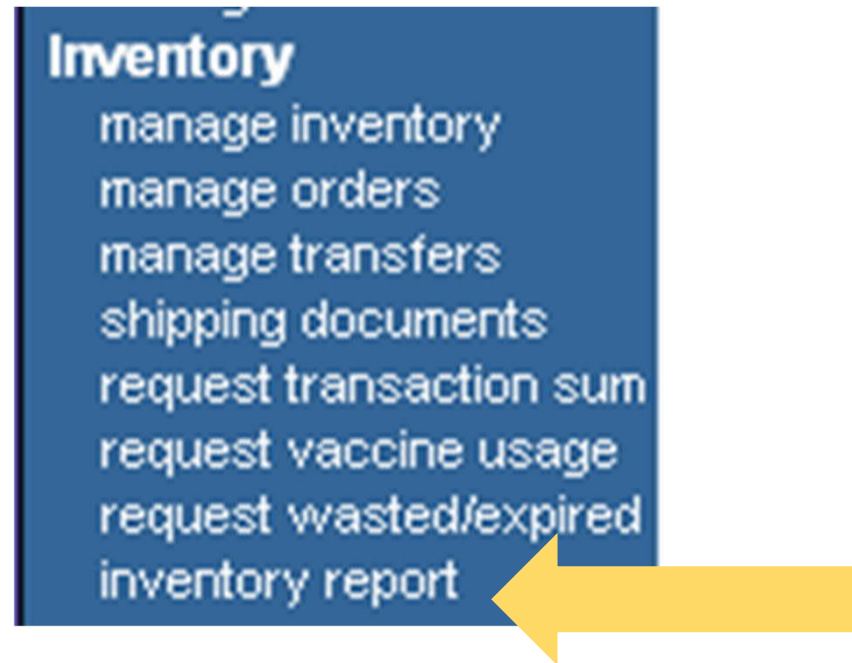 Inventory
manage inventory
manage orders
manage transfers
shipping documents
request transaction sum
request vaccine usage
request wasted/expired
inventory report